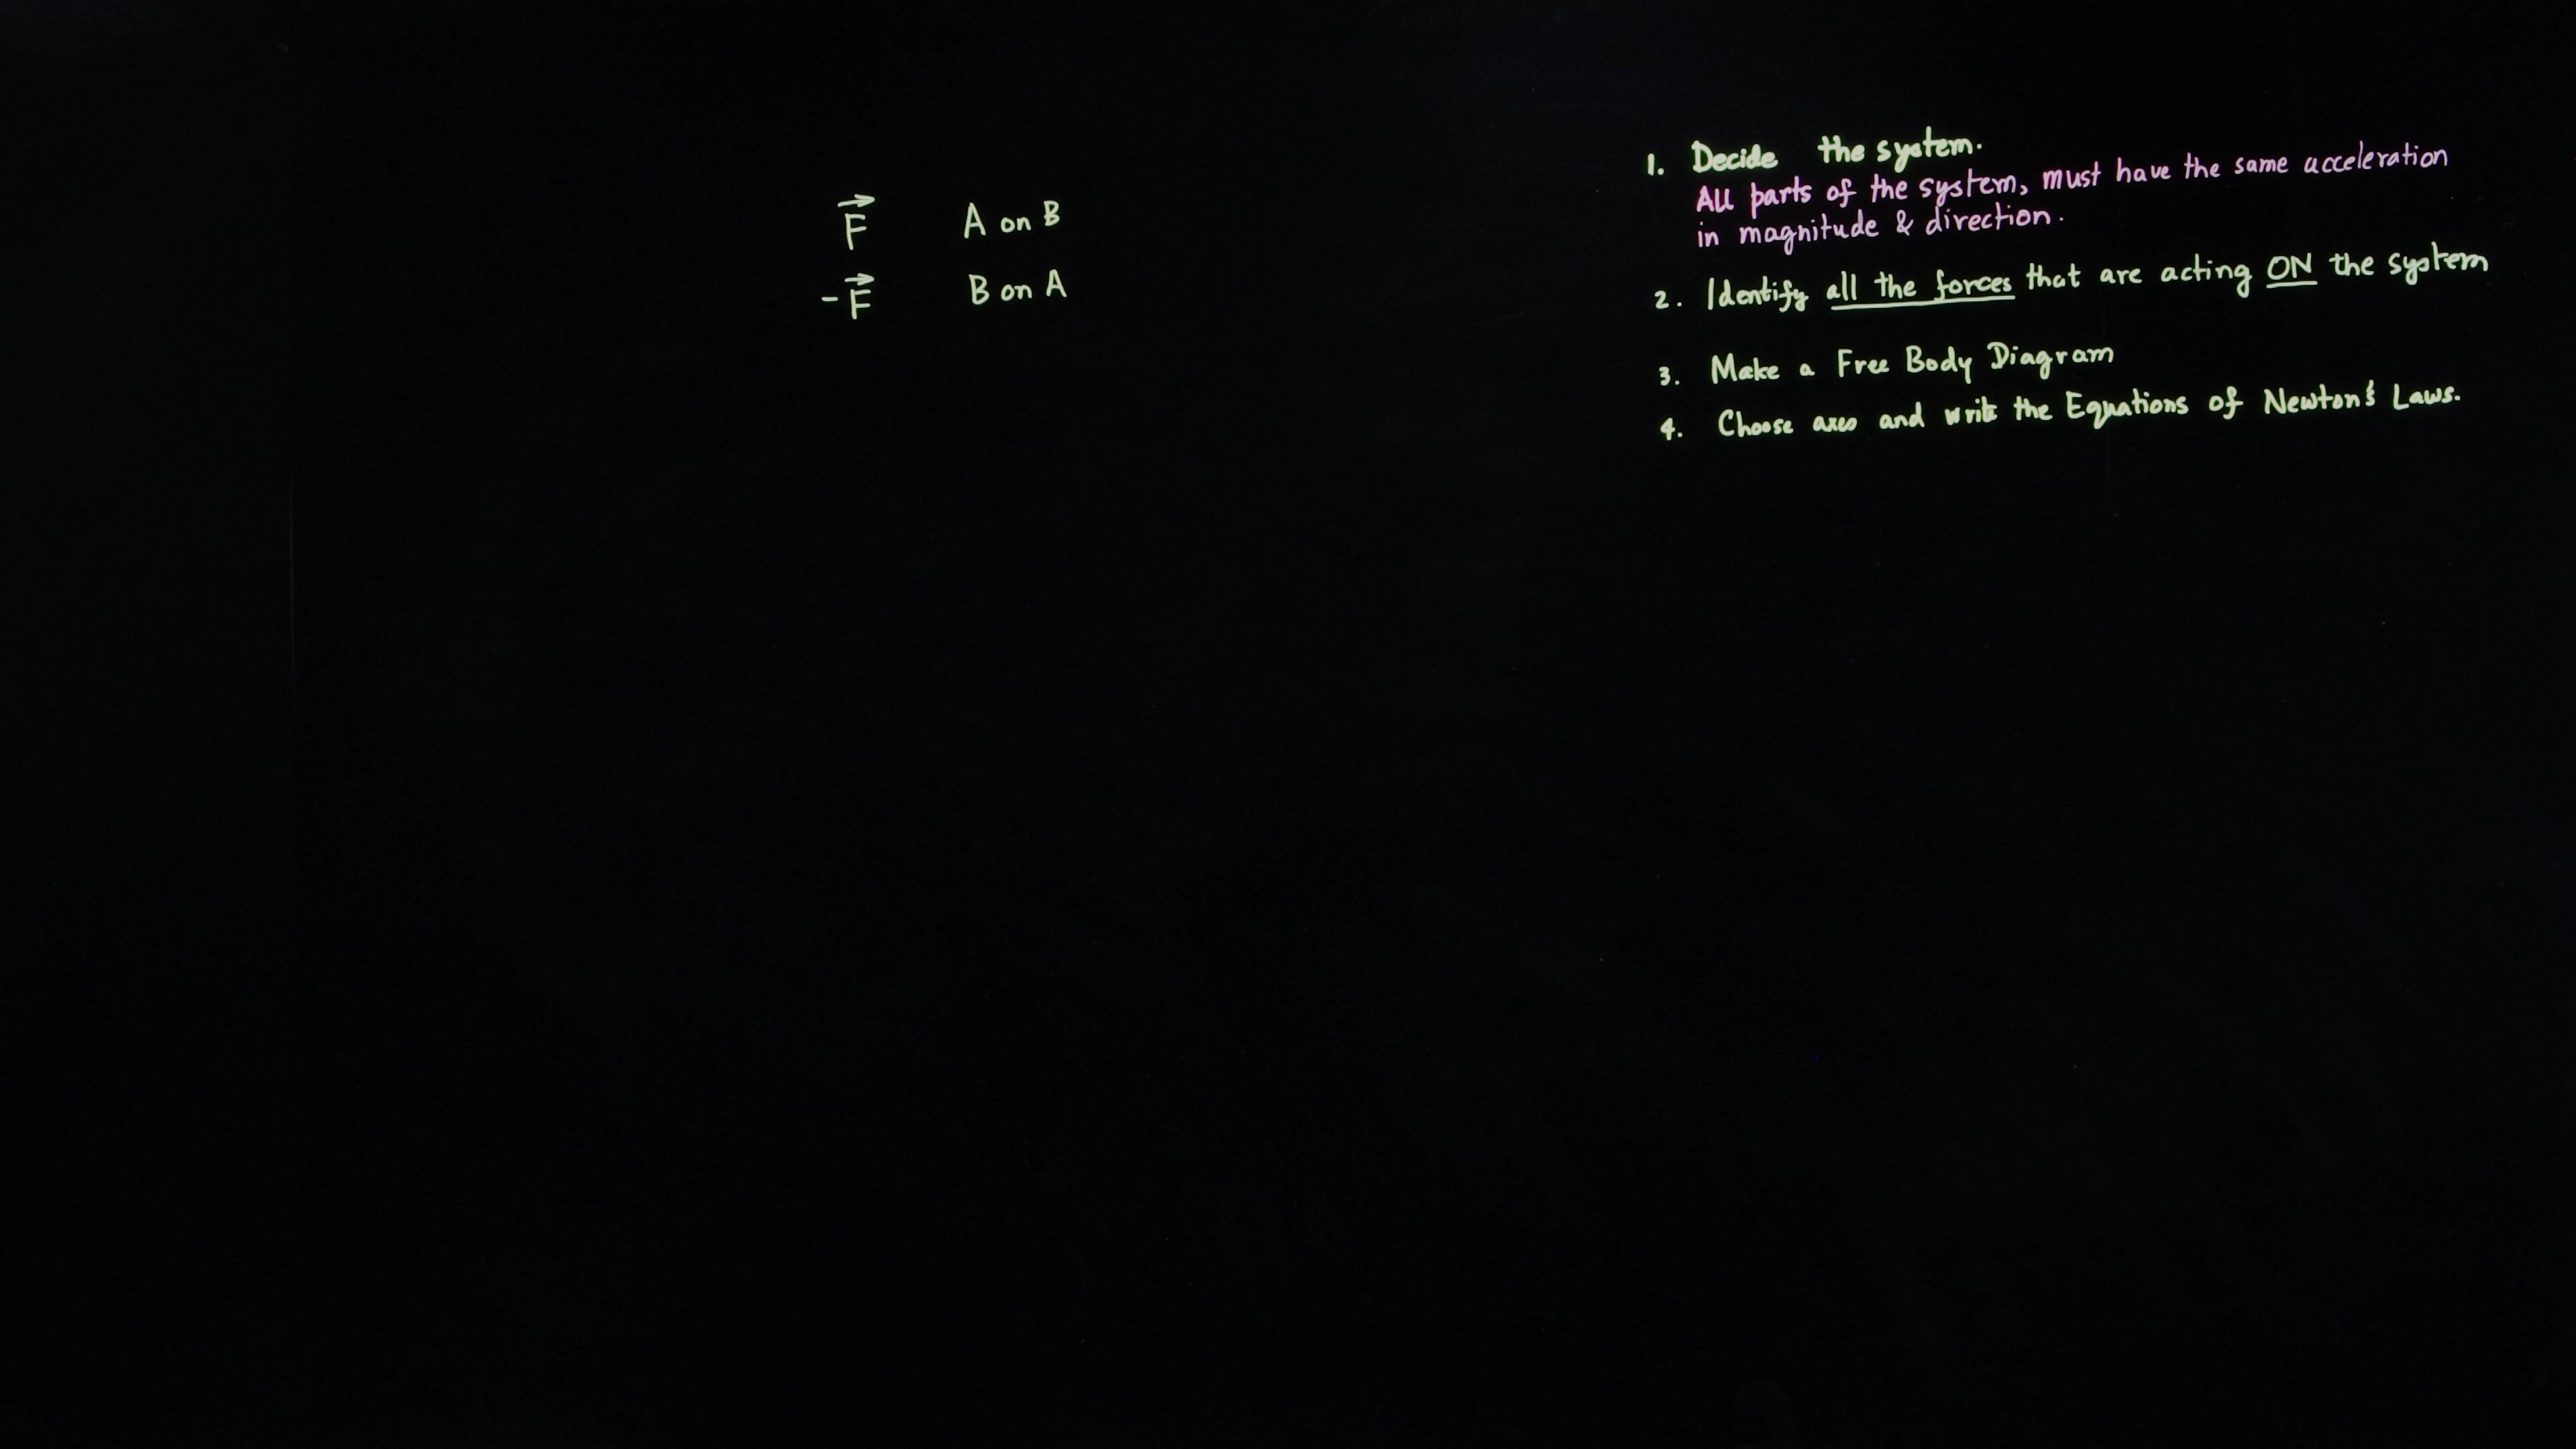 F⃗ A on B
-F⃗ B on A
1. Decide the system.
All parts of the system, must have the same acceleration
in magnitude & direction.
2. Identify all the forces that are acting ON the system
3. Make a Free Body Diagram
4. Choose axes and write the Equations of Newton's Laws.